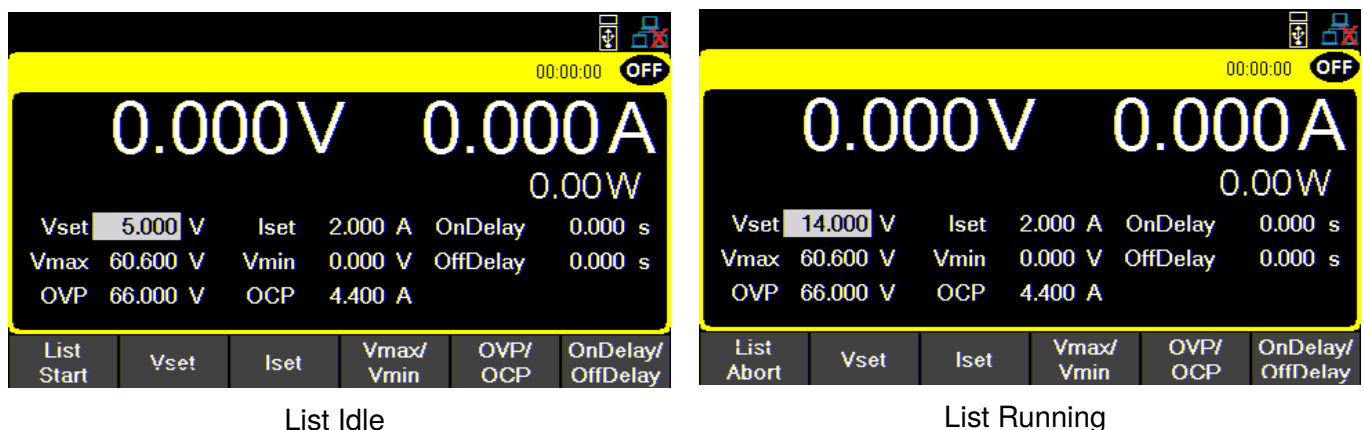 00:00:00 OFF
0.000V 0.000A
0.00W
Vset 5.000 V Iset 2.000 A OnDelay 0.000 s
Vmax 60.600 V Vmin 0.000 V OffDelay 0.000 s
OVP 66.000 V OCP 4.400 A
List Start Vset Iset Vmax/ Vmin OVP/ OCP OnDelay/ OffDelay
List Idle
00:00:00 OFF
0.000V 0.000A
0.00W
Vset 14.000 V Iset 2.000 A OnDelay 0.000 s
Vmax 60.600 V Vmin 0.000 V OffDelay 0.000 s
OVP 66.000 V OCP 4.400 A
List Abort Vset Iset Vmax/ Vmin OVP/ OCP OnDelay/ OffDelay
List Running